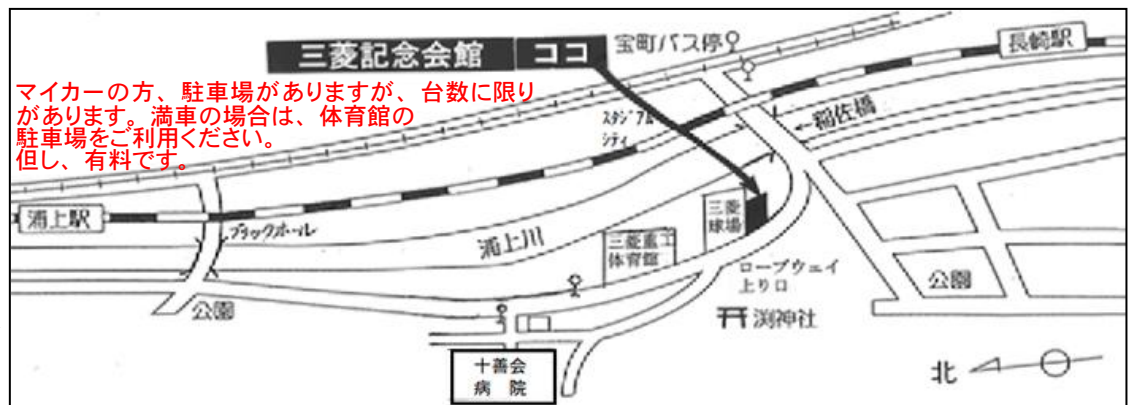 三菱記念会館 ココ
宝町バス停
長崎駅
マイカーの方、駐車場がありますが、台数に限り
があります。満車の場合は、体育館の
駐車場をご利用ください。
但し、有料です。
スタジアム
シティ
稲佐橋
浦上駅
ブラックホール
浦上川
三菱重工
体育館
三菱
球場
ロープウェイ
上り口
公園
公園
渕神社
十善会
病院
北